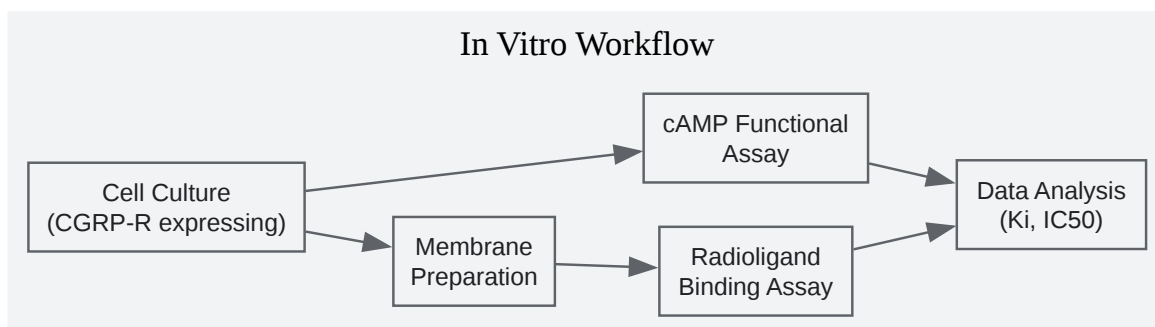 In Vitro Workflow
cAMP Functional
Assay
Cell Culture
(CGRP-R expressing)
Membrane
Preparation
Radioligand
Binding Assay
Data Analysis
(Ki, IC50)